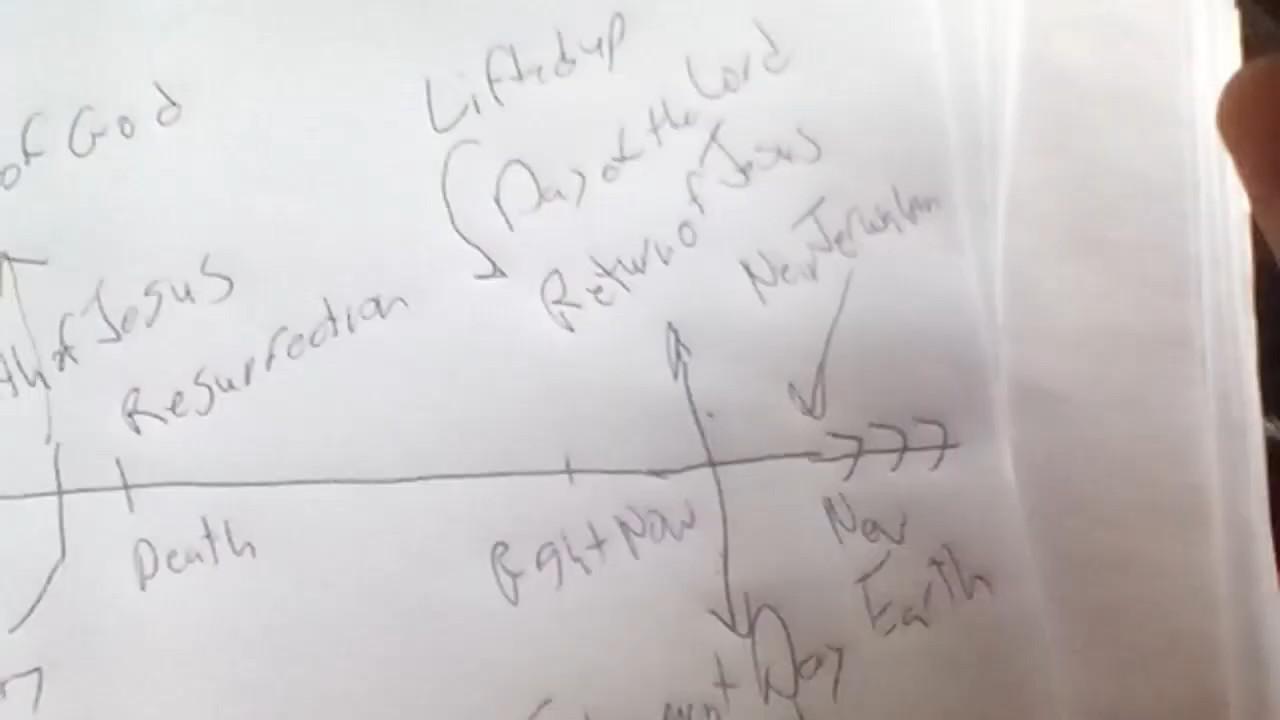 of God
Lifted up
Day of the Lord
Return of Jesus
New Jerusalem
of Jesus
Resurrection
Death
Right Now
New
Earth
Day